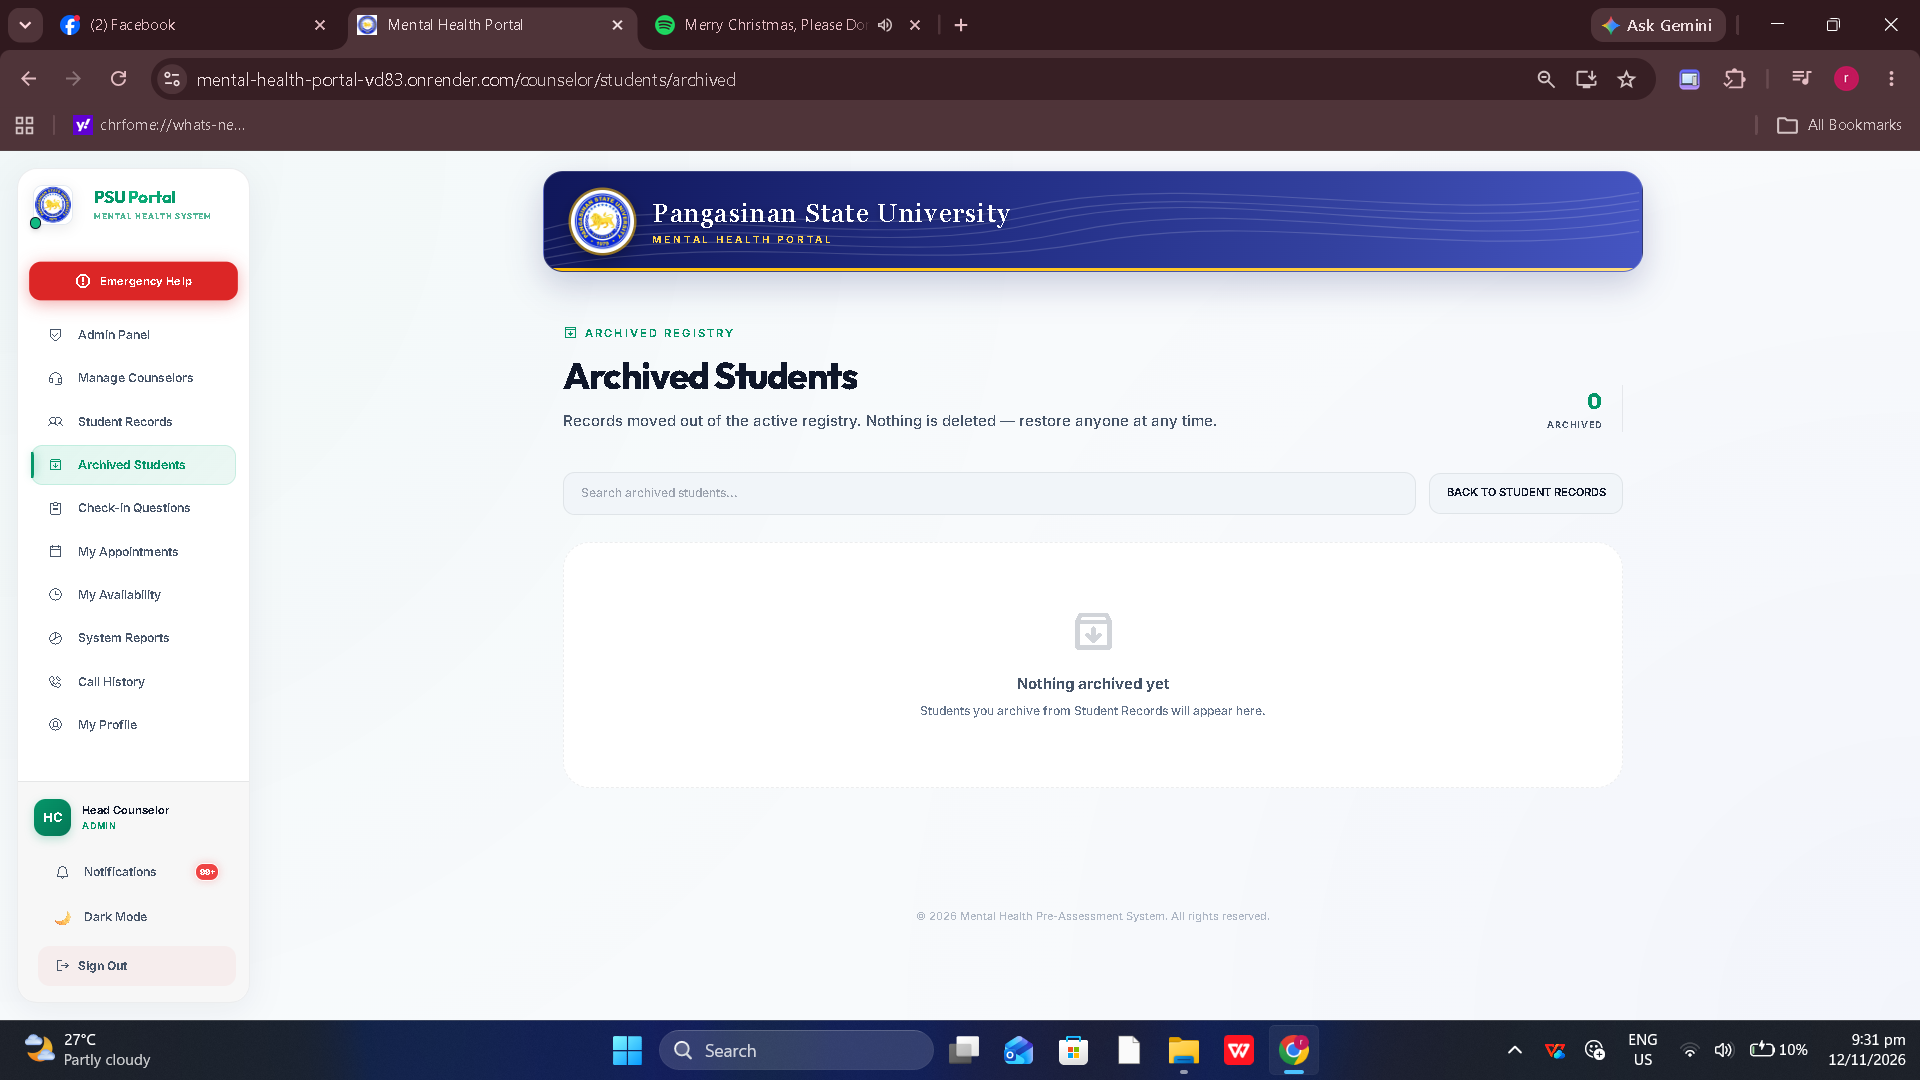 (2) Facebook
Mental Health Portal
Merry Christmas, Please Do
Ask Gemini
mental-health-portal-vd83.onrender.com/counselor/students/archived
r
y!
chrfome://whats-ne...
All Bookmarks
PSU Portal
MENTAL HEALTH SYSTEM
Emergency Help
Admin Panel
Manage Counselors
Student Records
Archived Students
Check-in Questions
My Appointments
My Availability
System Reports
Call History
My Profile
HC
Head Counselor
ADMIN
Notifications
99+
Dark Mode
Sign Out
Pangasinan State University
MENTAL HEALTH PORTAL
ARCHIVED REGISTRY
Archived Students
Records moved out of the active registry. Nothing is deleted — restore anyone at any time.
0
ARCHIVED
Search archived students...
BACK TO STUDENT RECORDS
Nothing archived yet
Students you archive from Student Records will appear here.
© 2026 Mental Health Pre-Assessment System. All rights reserved.
27°C
Partly cloudy
Search
ENG
US
10%
9:31 pm
12/11/2026